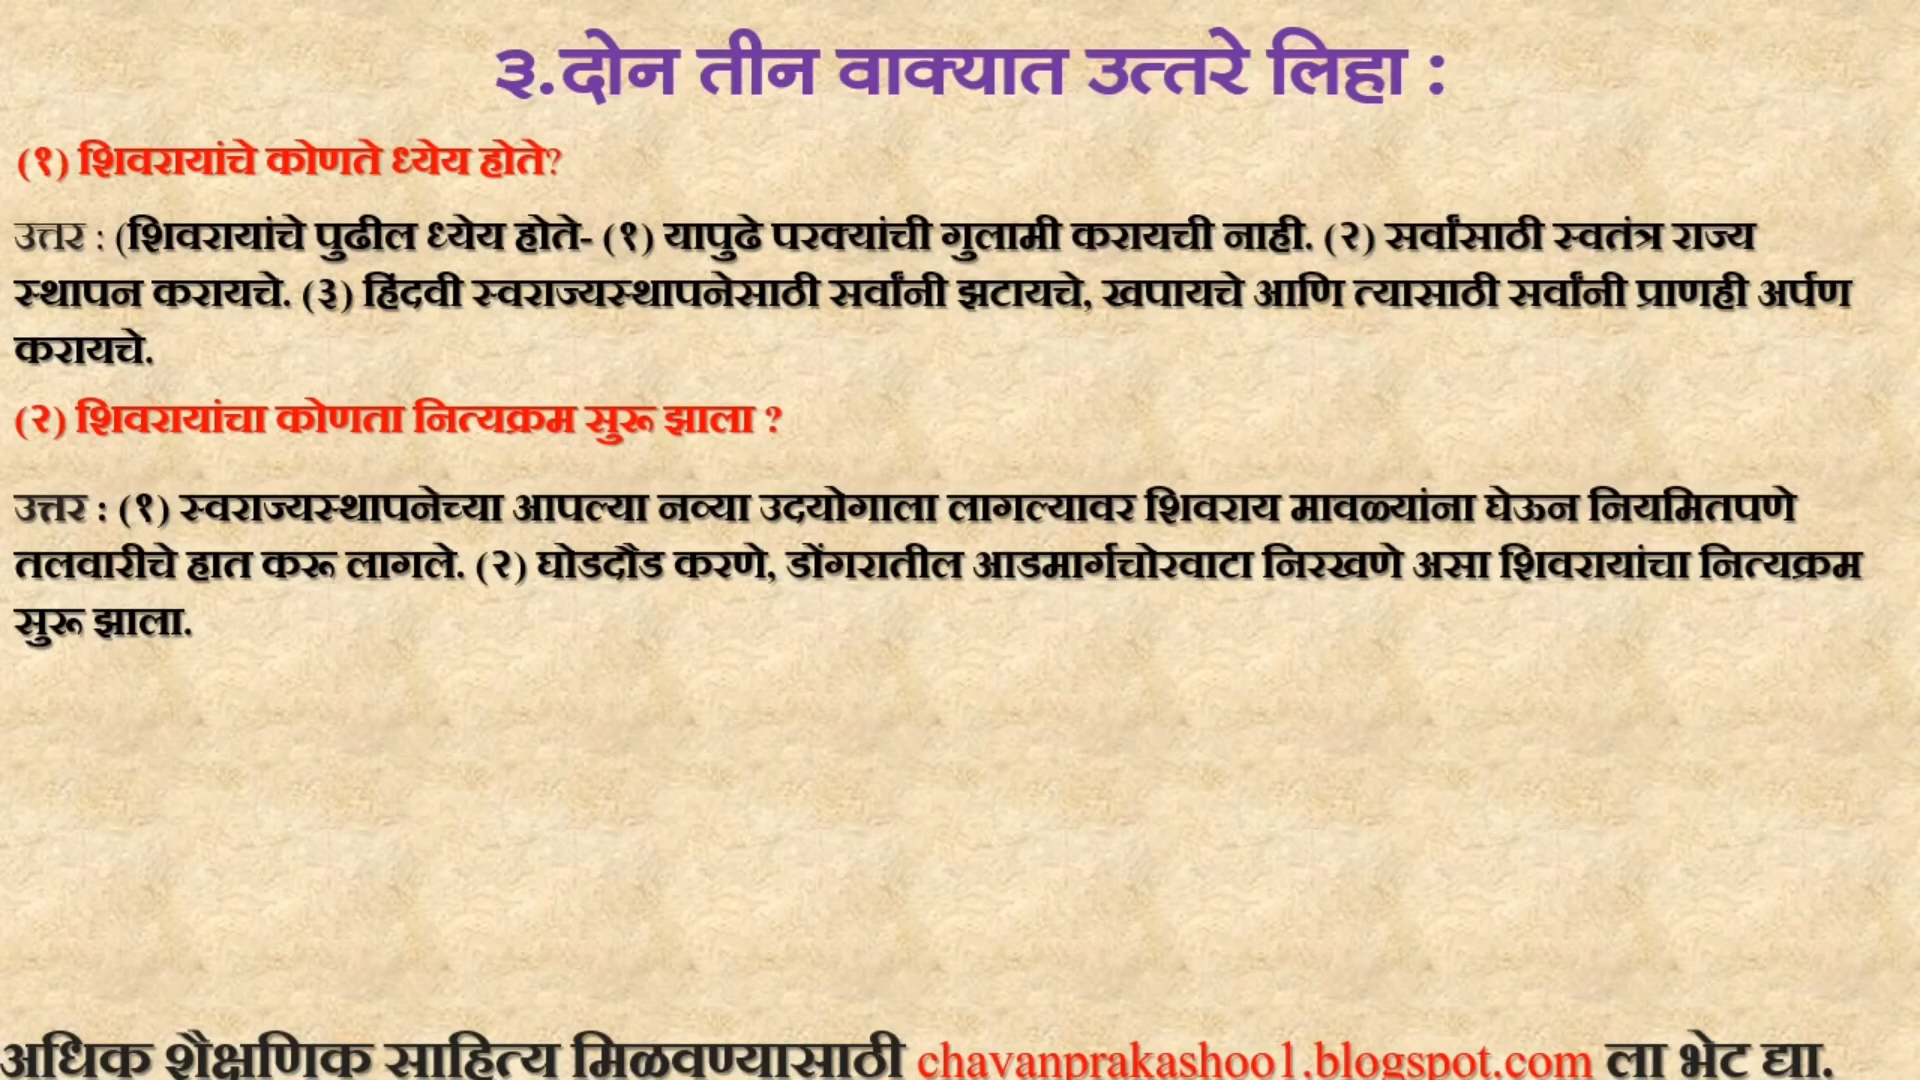 ३.दोन तीन वाक्यात उत्तरे लिहा :
(१) शिवरायांचे कोणते ध्येय होते?
उत्तर : (शिवरायांचे पुढील ध्येय होते- (१) यापुढे परक्यांची गुलामी करायची नाही. (२) सर्वांसाठी स्वतंत्र राज्य
स्थापन करायचे. (३) हिंदवी स्वराज्यस्थापनेसाठी सर्वांनी झटायचे, खपायचे आणि त्यासाठी सर्वांनी प्राणही अर्पण
करायचे.
(२) शिवरायांचा कोणता नित्यक्रम सुरू झाला ?
उत्तर : (१) स्वराज्यस्थापनेच्या आपल्या नव्या उदयोगाला लागल्यावर शिवराय मावळ्यांना घेऊन नियमितपणे
तलवारीचे हात करू लागले. (२) घोडदौड करणे, डोंगरातील आडमार्गचोरवाटा निरखणे असा शिवरायांचा नित्यक्रम
सुरू झाला.
अधिक शैक्षणिक साहित्य मिळवण्यासाठी chavanprakashoo1.blogspot.com ला भेट द्या.